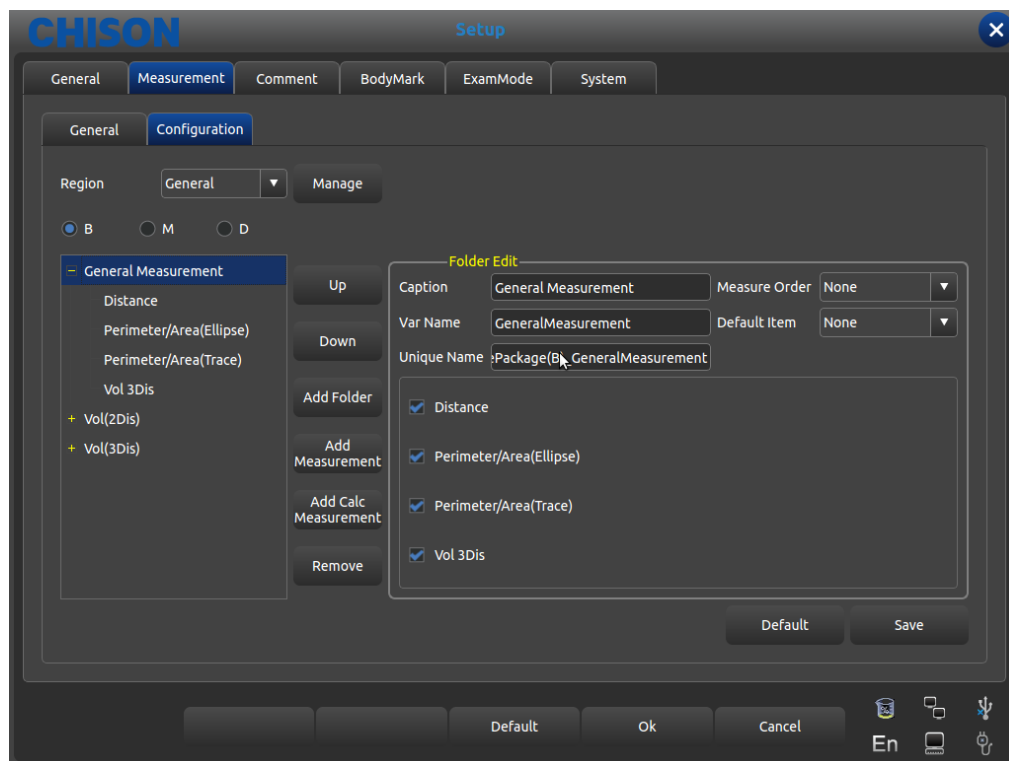 CHISON
Setup
General Measurement Comment BodyMark ExamMode System
General Configuration
Region General Manage
B M D
General Measurement
Distance
Perimeter/Area(Ellipse)
Perimeter/Area(Trace)
Vol 3Dis
Vol(2Dis)
Vol(3Dis)
Up
Down
Add Folder
Add
Measurement
Add Calc
Measurement
Remove
Folder Edit
Caption General Measurement Measure Order None
Var Name GeneralMeasurement Default Item None
Unique Name ePackage(B)_GeneralMeasurement
Distance
Perimeter/Area(Ellipse)
Perimeter/Area(Trace)
Vol 3Dis
Default Save
Default Ok Cancel
En